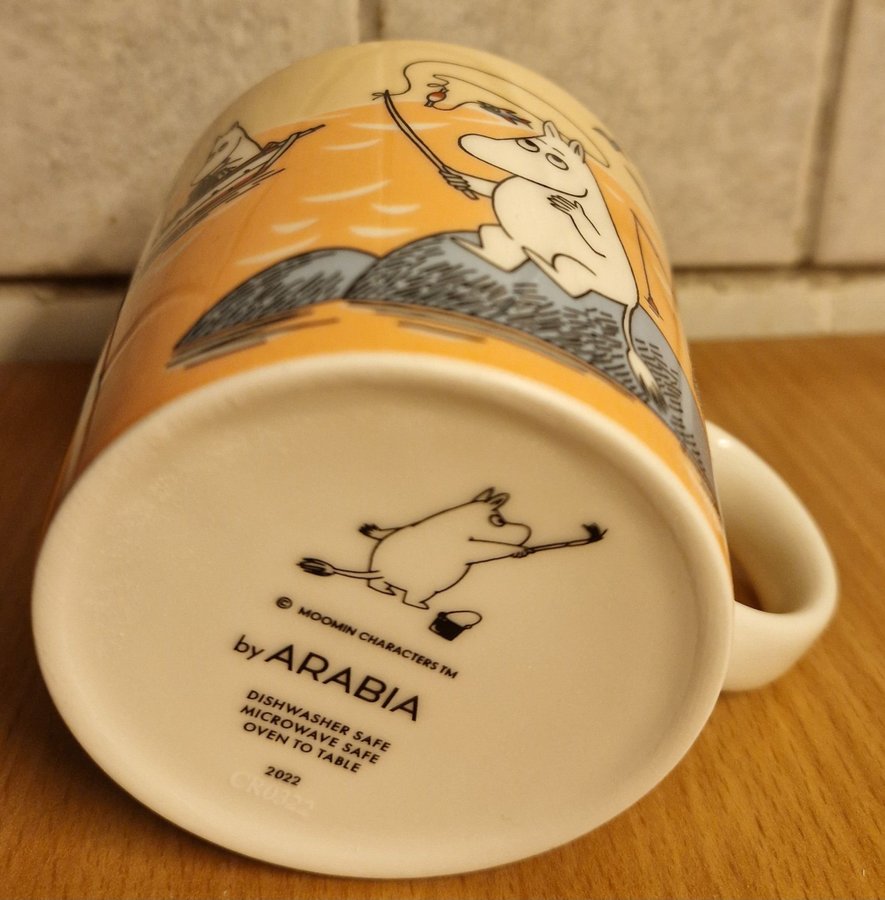 © MOOMIN CHARACTERS™
by ARABIA
DISHWASHER SAFE
MICROWAVE SAFE
OVEN TO TABLE
2022